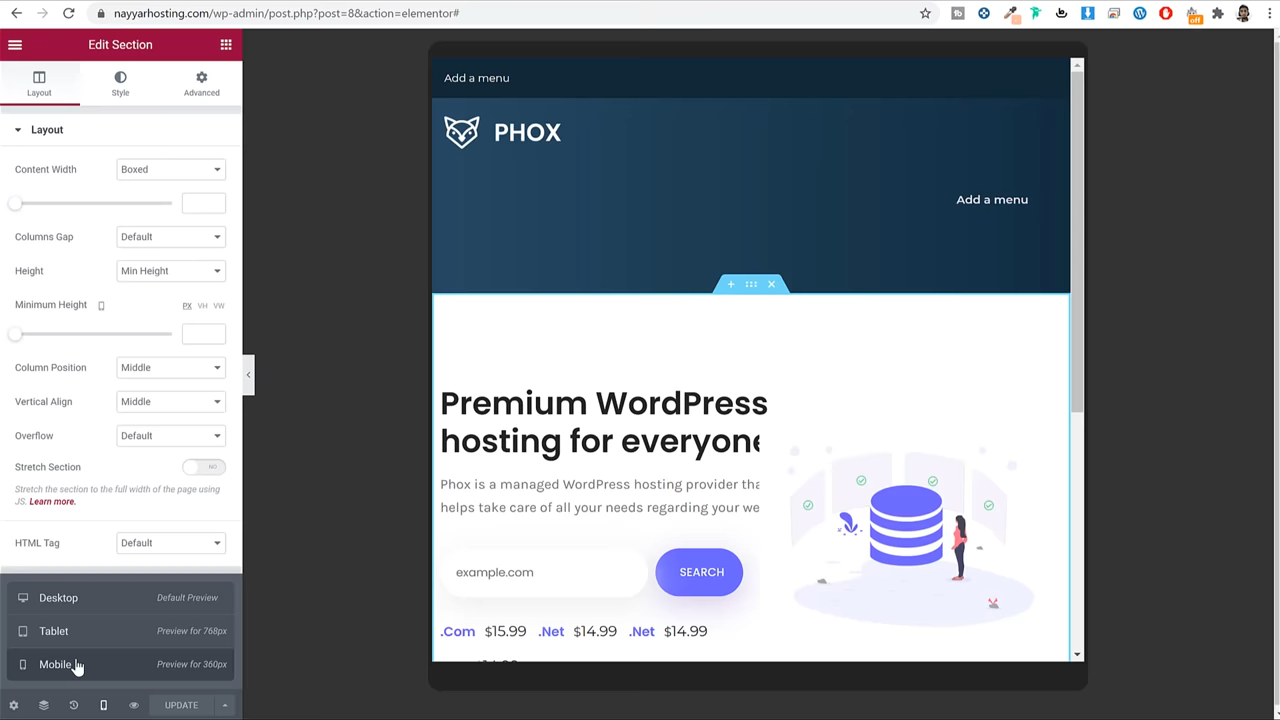 nayyarhosting.com/wp-admin/post.php?post=8&action=elementor#
off
Edit Section
Layout
Style
Advanced
Layout
Content Width
Boxed
Columns Gap
Default
Height
Min Height
Minimum Height
PX VH VW
Column Position
Middle
Vertical Align
Middle
Overflow
Default
Stretch Section
NO
Stretch the section to the full width of the page using
JS. Learn more.
HTML Tag
Default
Desktop
Default Preview
Tablet
Preview for 768px
Mobile
Preview for 360px
UPDATE
Add a menu
PHOX
Add a menu
Premium WordPress
hosting for everyone
Phox is a managed WordPress hosting provider tha
helps take care of all your needs regarding your we
example.com
SEARCH
.Com $15.99 .Net $14.99 .Net $14.99